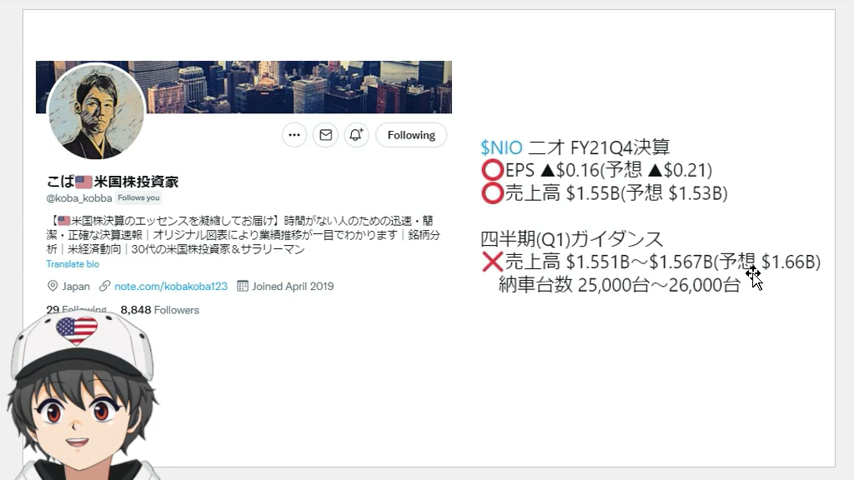 Following
こば🇺🇸米国株投資家
@koba_kobba Follows you
【🇺🇸米国株決算のエッセンスを凝縮してお届け】時間がない人のための迅速・簡
潔・正確な決算速報｜オリジナル図表により業績推移が一目でわかります｜銘柄分
析｜米経済動向｜30代の米国株投資家＆サラリーマン
Translate bio
Japan note.com/kobakoba123 Joined April 2019
29 Following 8,848 Followers
$NIO ニオ FY21Q4決算
⭕EPS ▲$0.16(予想 ▲$0.21)
⭕売上高 $1.55B(予想 $1.53B)
四半期(Q1)ガイダンス
❌売上高 $1.551B～$1.567B(予想 $1.66B)
納車台数 25,000台～26,000台